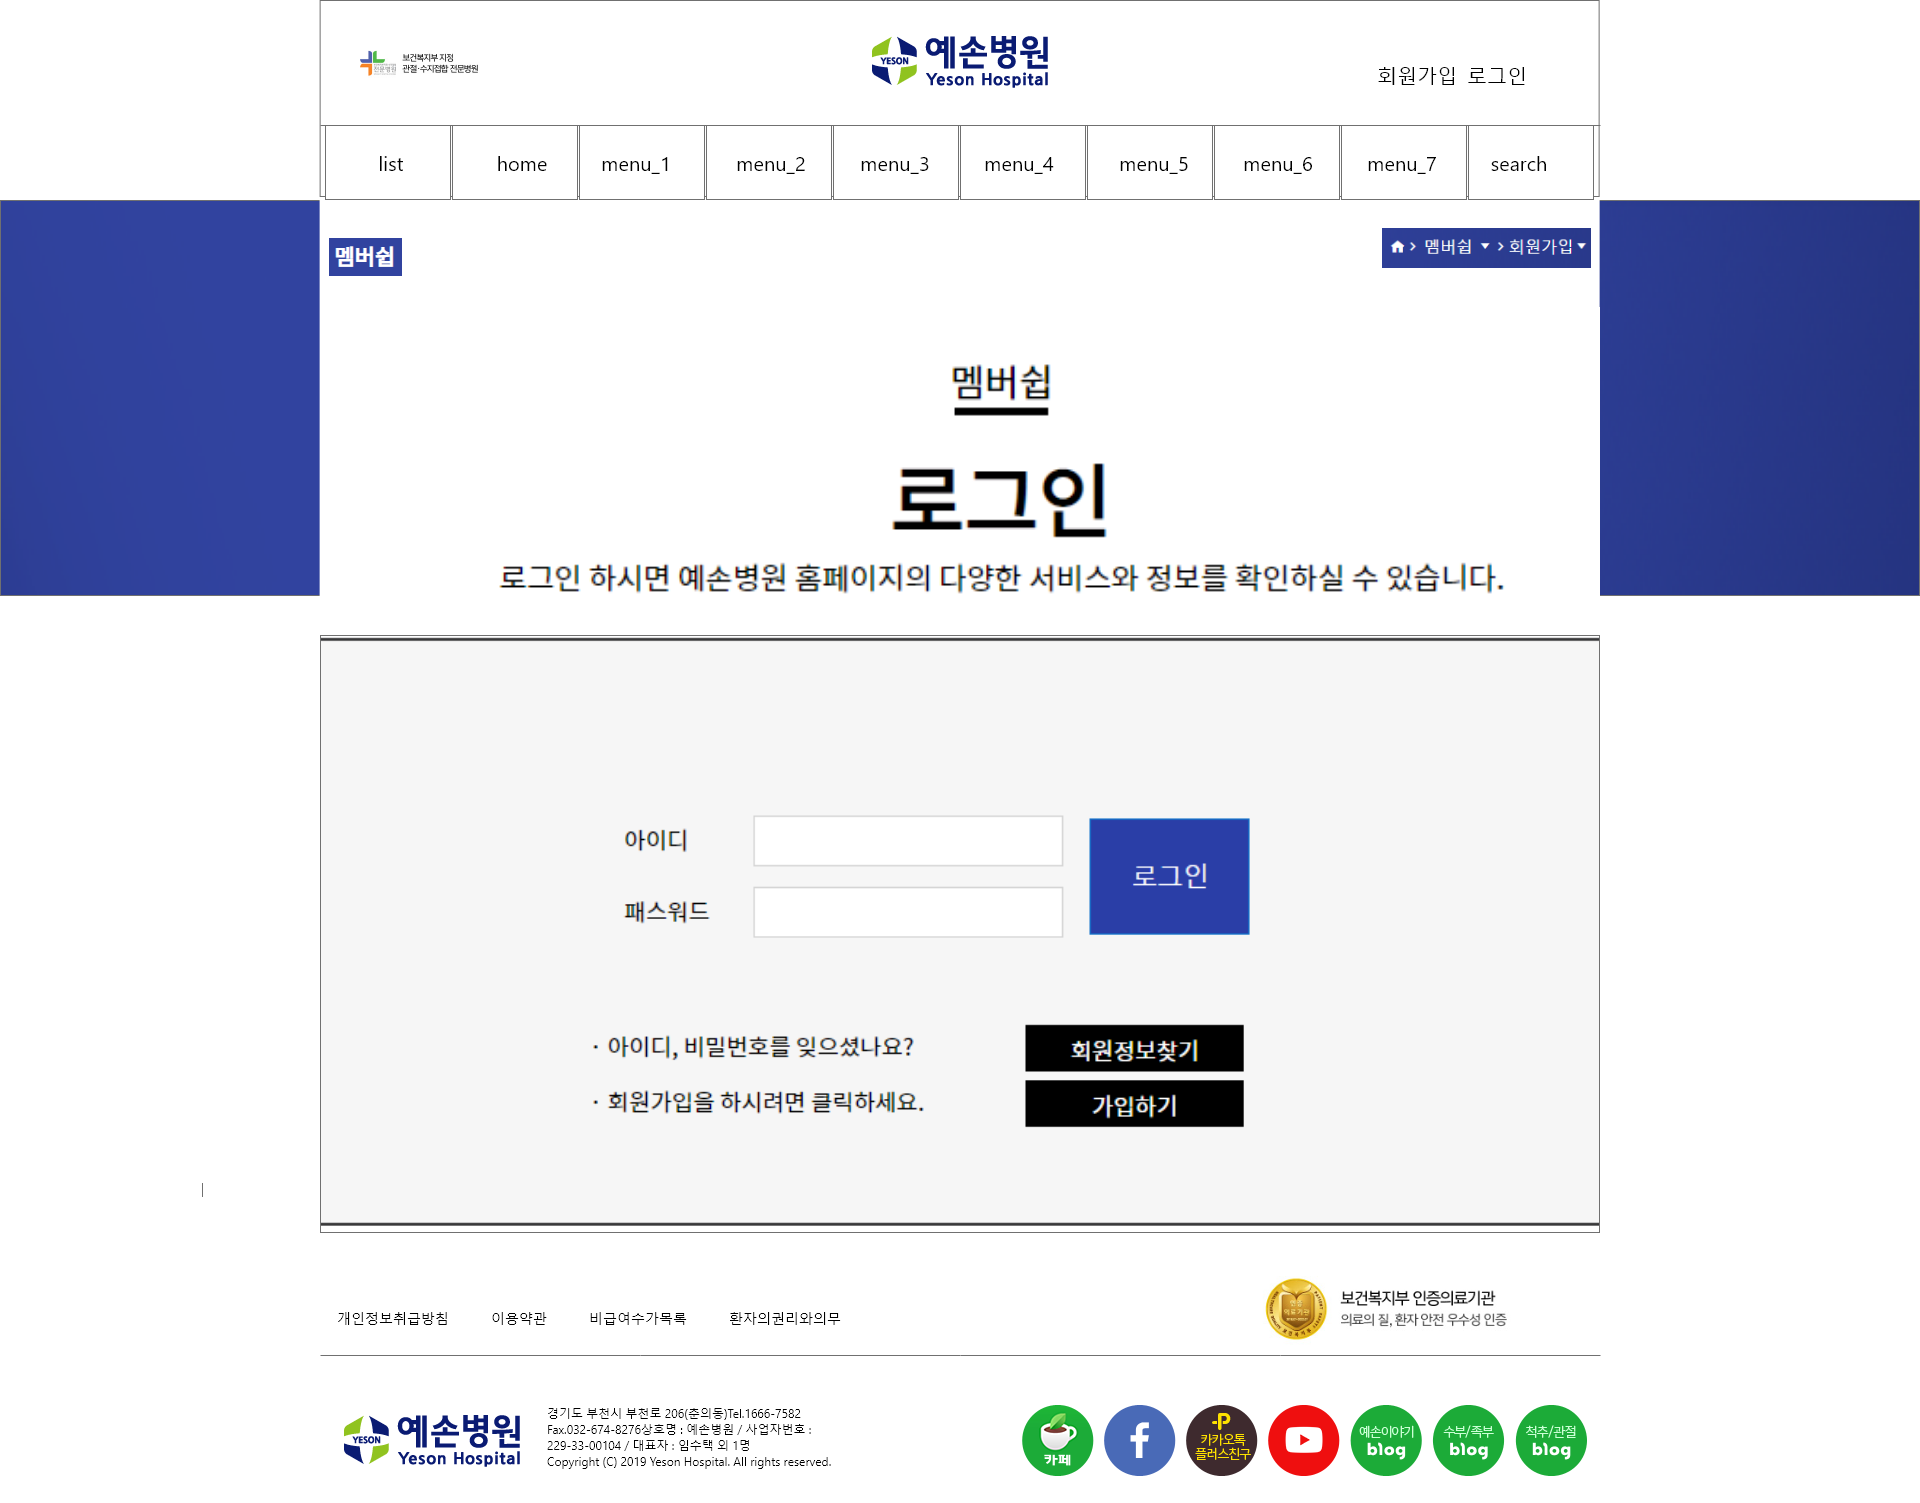 보건복지부 지정
관절·수지접합 전문병원
전문병원
YESON
예손병원
Yeson Hospital
회원가입 로그인
list home menu_1 menu_2 menu_3 menu_4 menu_5 menu_6 menu_7 search
멤버쉽
멤버쉽 회원가입
멤버쉽
로그인
로그인 하시면 예손병원 홈페이지의 다양한 서비스와 정보를 확인하실 수 있습니다.
아이디
로그인
패스워드
· 아이디, 비밀번호를 잊으셨나요?
회원정보찾기
· 회원가입을 하시려면 클릭하세요.
가입하기
개인정보취급방침 이용약관 비급여수가목록 환자의권리와의무
보건복지부 인증의료기관
의료의 질, 환자 안전 우수성 인증
YESON
예손병원
Yeson Hospital
경기도 부천시 부천로 206(춘의동)Tel.1666-7582
Fax.032-674-8276상호명 : 예손병원 / 사업자번호 :
229-33-00104 / 대표자 : 임수택 외 1명
Copyright (C) 2019 Yeson Hospital. All rights reserved.
카페
카카오톡
플러스친구
예손이야기
blog
수부/족부
blog
척추/관절
blog